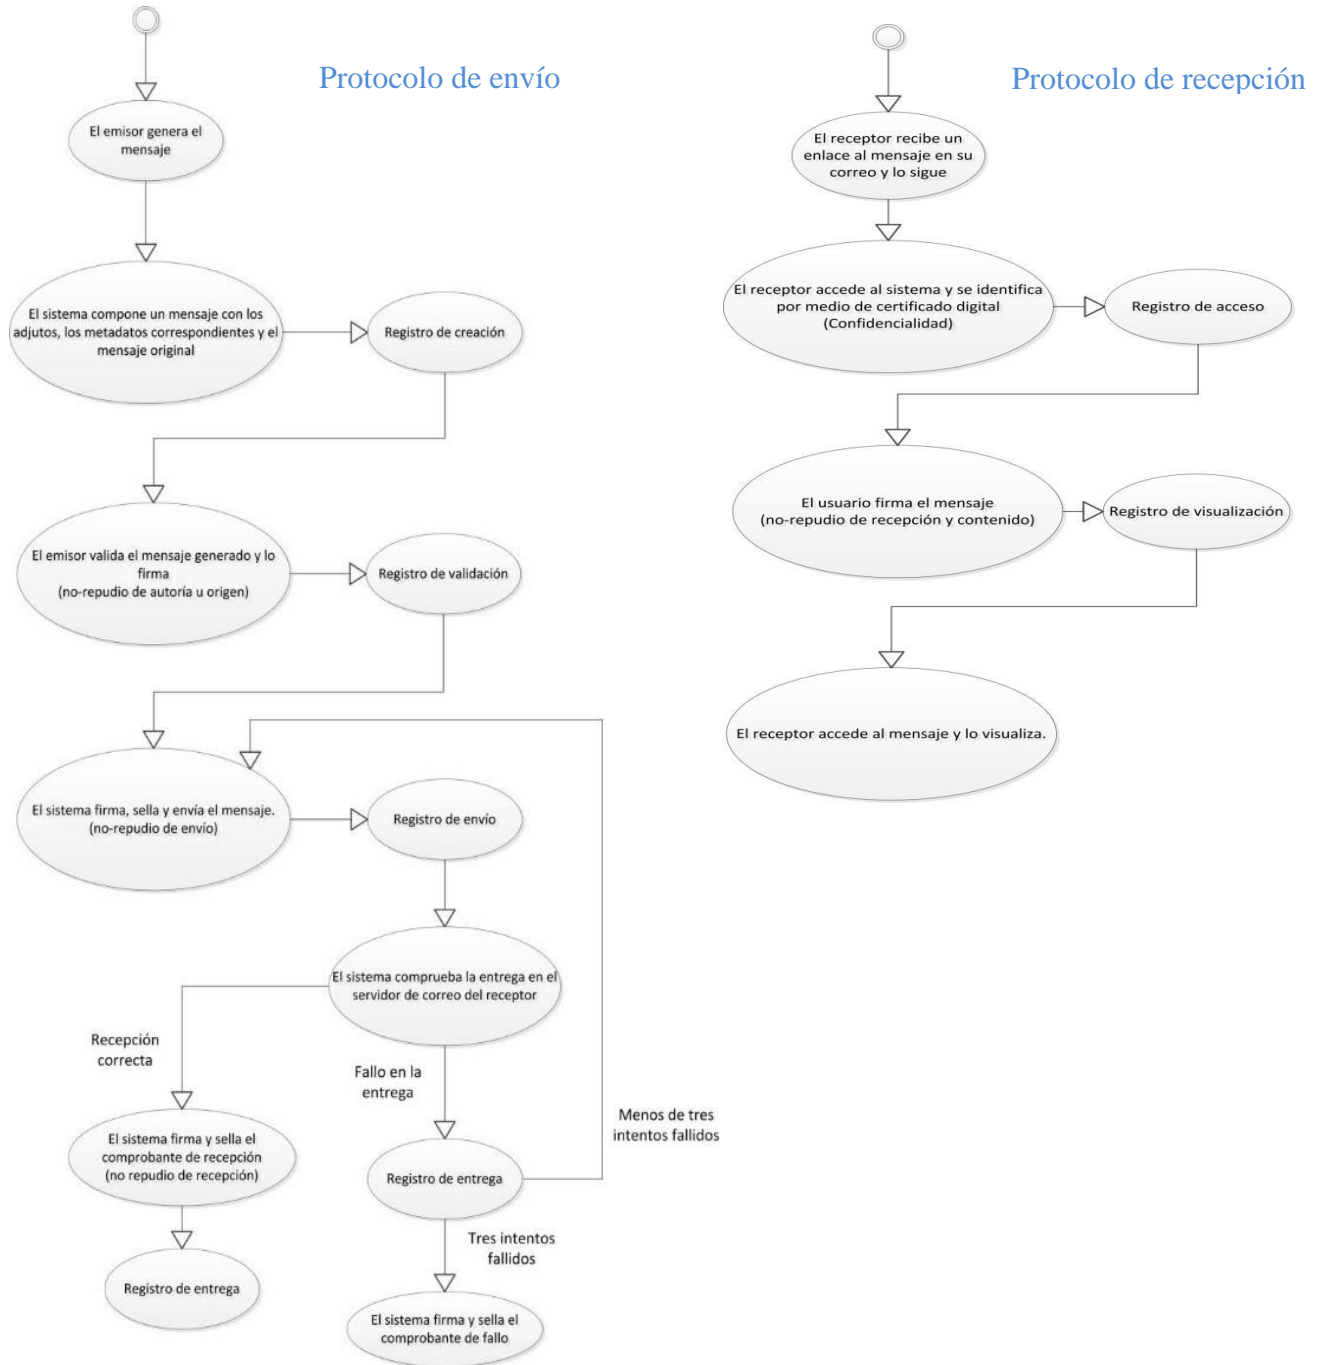 Protocolo de envío
El emisor genera el
mensaje
El sistema compone un mensaje con los
adjutos, los metadatos correspondientes y el
mensaje original
Registro de creación
El emisor valida el mensaje generado y lo
firma
(no-repudio de autoría u origen)
Registro de validación
El sistema firma, sella y envía el mensaje.
(no-repudio de envío)
Registro de envío
El sistema comprueba la entrega en el
servidor de correo del receptor
Recepción
correcta
Fallo en la
entrega
Menos de tres
intentos fallidos
El sistema firma y sella el
comprobante de recepción
(no repudio de recepción)
Registro de entrega
Tres intentos
fallidos
Registro de entrega
El sistema firma y sella el
comprobante de fallo
Protocolo de recepción
El receptor recibe un
enlace al mensaje en su
correo y lo sigue
El receptor accede al sistema y se identifica
por medio de certificado digital
(Confidencialidad)
Registro de acceso
El usuario firma el mensaje
(no-repudio de recepción y contenido)
Registro de visualización
El receptor accede al mensaje y lo visualiza.